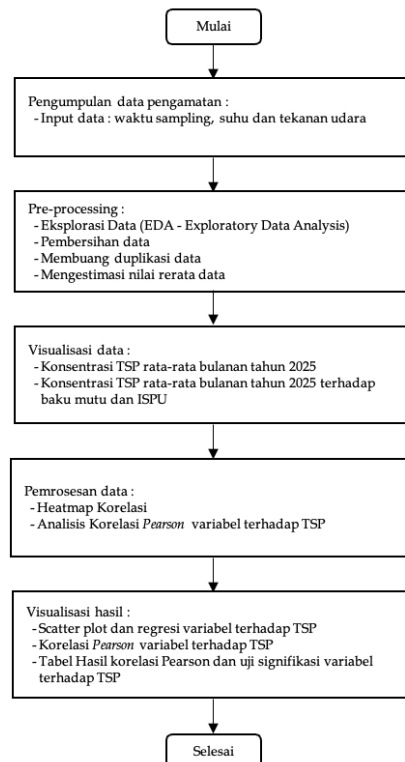 Mulai
Pengumpulan data pengamatan :
- Input data : waktu sampling, suhu dan tekanan udara
Pre-processing :
- Eksplorasi Data (EDA - Exploratory Data Analysis)
- Pembersihan data
- Membuang duplikasi data
- Mengestimasi nilai rerata data
Visualisasi data :
- Konsentrasi TSP rata-rata bulanan tahun 2025
- Konsentrasi TSP rata-rata bulanan tahun 2025 terhadap
baku mutu dan ISPU
Pemrosesan data :
- Heatmap Korelasi
- Analisis Korelasi Pearson variabel terhadap TSP
Visualisasi hasil :
- Scatter plot dan regresi variabel terhadap TSP
- Korelasi Pearson variabel terhadap TSP
- Tabel Hasil korelasi Pearson dan uji signifikasi variabel
terhadap TSP
Selesai